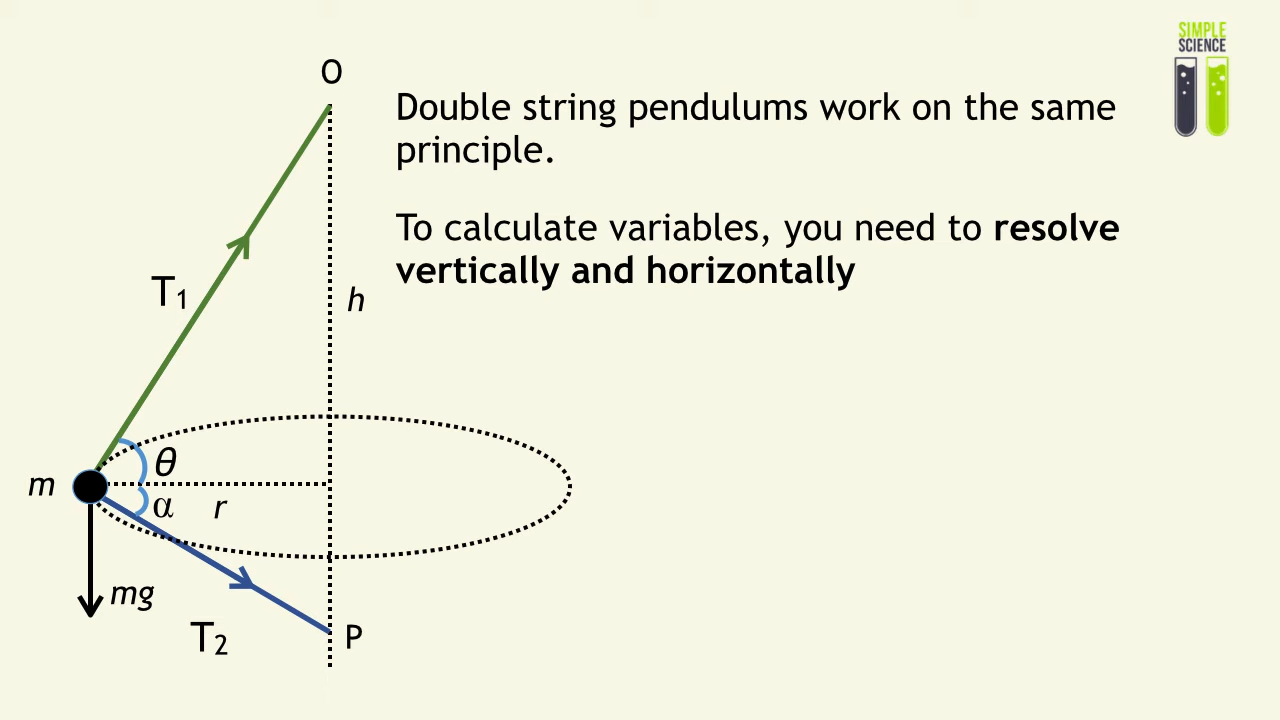 SIMPLE
SCIENCE
O
Double string pendulums work on the same
principle.
To calculate variables, you need to resolve
vertically and horizontally
T₁
h
θ
m
α
r
mg
T₂
P